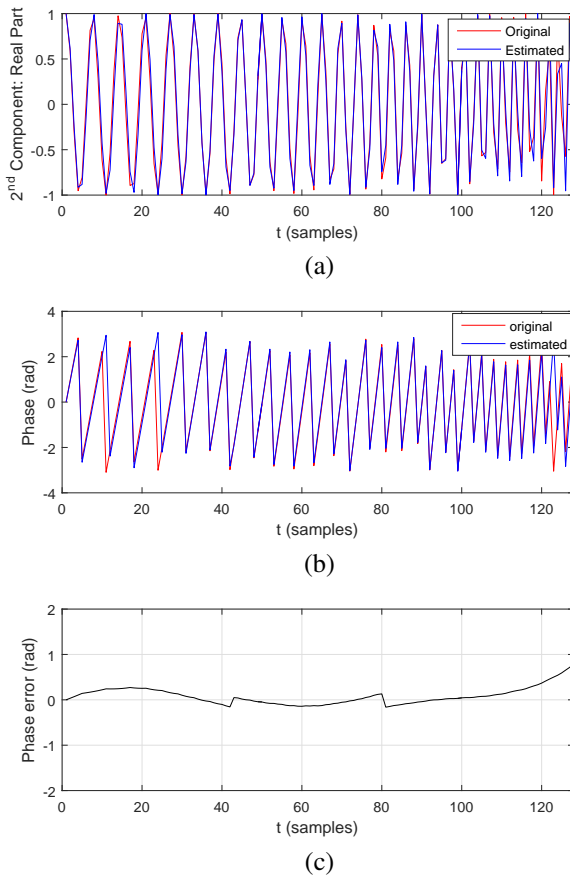 2nd Component: Real Part
1
0.5
0
-0.5
-1
Original
Estimated
0 20 40 60 80 100 120
t (samples)
(a)
Phase (rad)
4
2
0
-2
-4
original
estimated
0 20 40 60 80 100 120
t (samples)
(b)
Phase error (rad)
2
1
0
-1
-2
0 20 40 60 80 100 120
t (samples)
(c)